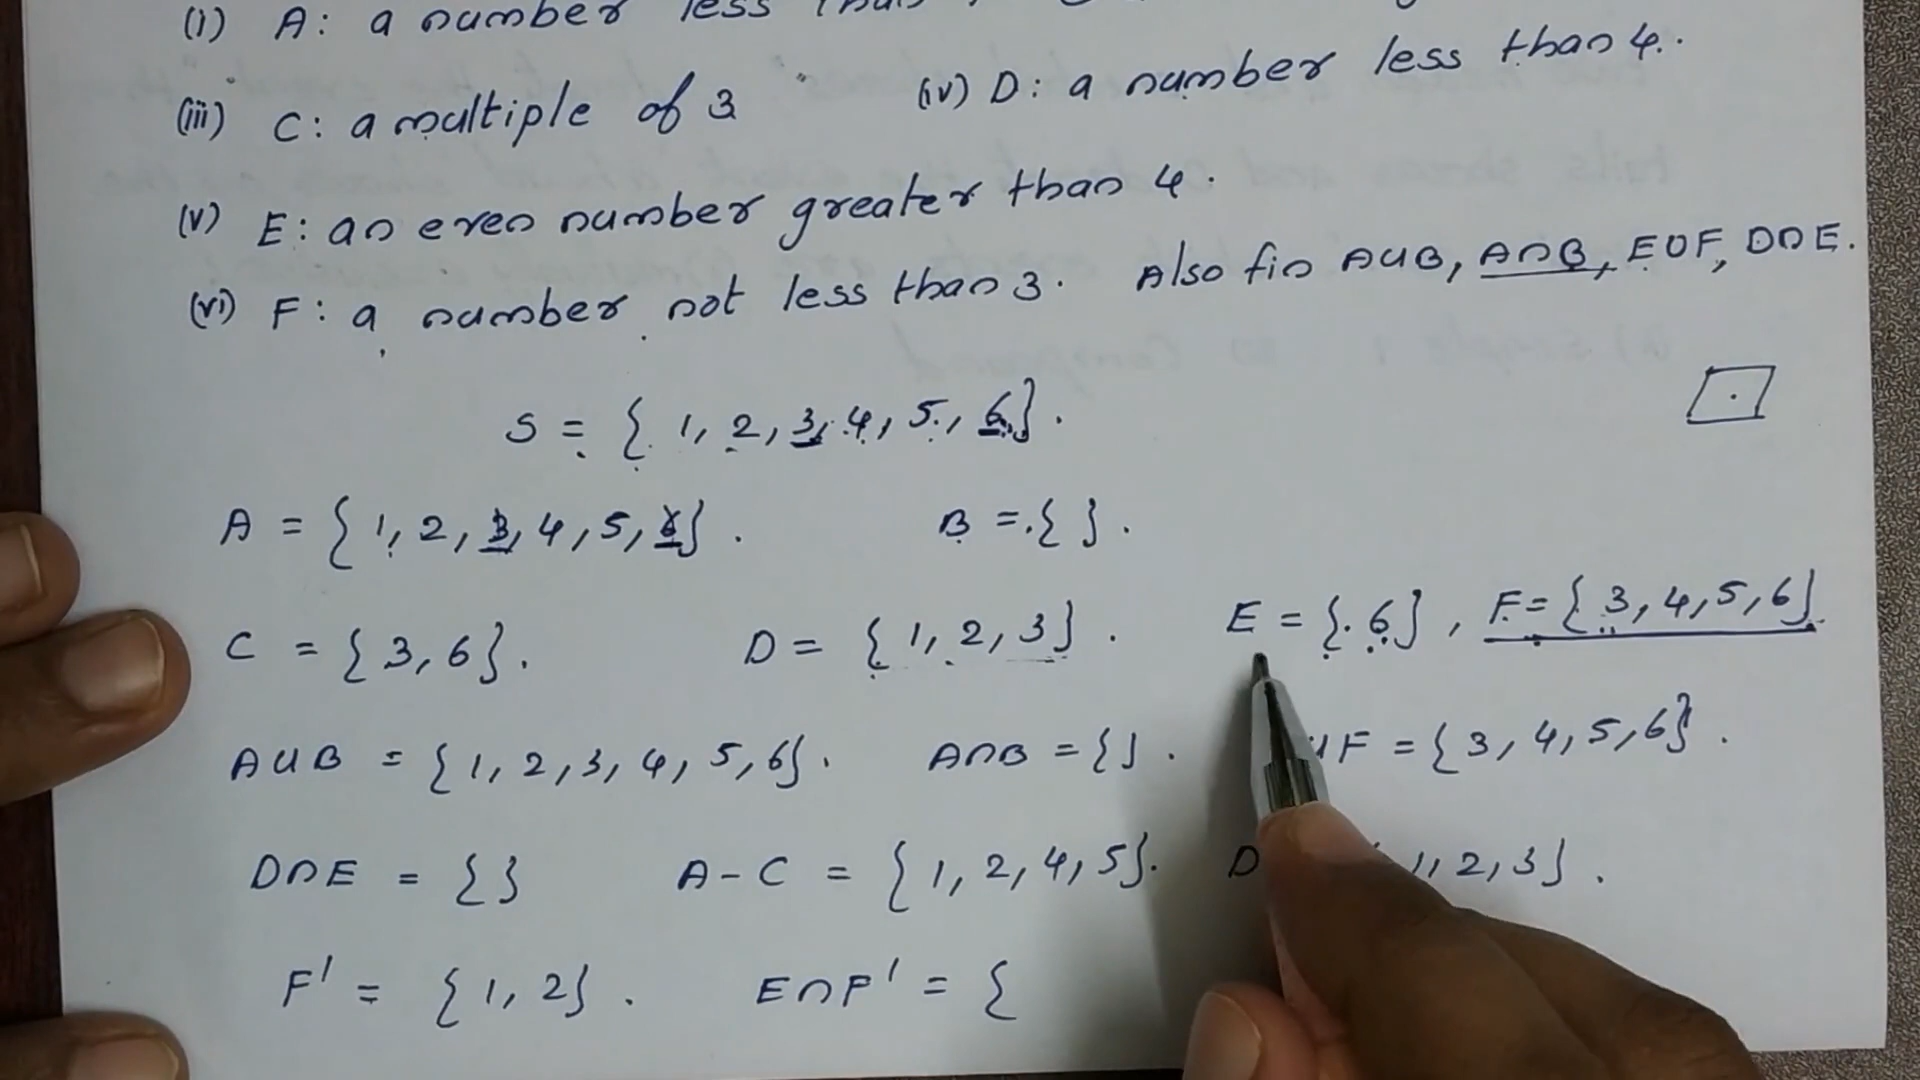 (i) A: a number less than
(iii) C: a multiple of 3 (iv) D: a number less than 4.
(v) E: an even number greater than 4.
(vi) F: a number not less than 3. Also fin A∪B, A∩B, E∪F, D∩E.
S = { 1, 2, 3, 4, 5, 6}.
A = { 1, 2, 3, 4, 5, 6}. B = { }.
C = {3, 6}. D = { 1, 2, 3}. E = {6}, F = {3, 4, 5, 6}
A∪B = {1, 2, 3, 4, 5, 6}. A∩B = { }. ∪F = {3, 4, 5, 6}.
D∩E = { } A-C = { 1, 2, 4, 5}. D 1, 2, 3}.
F' = {1, 2}. E∩F' = {